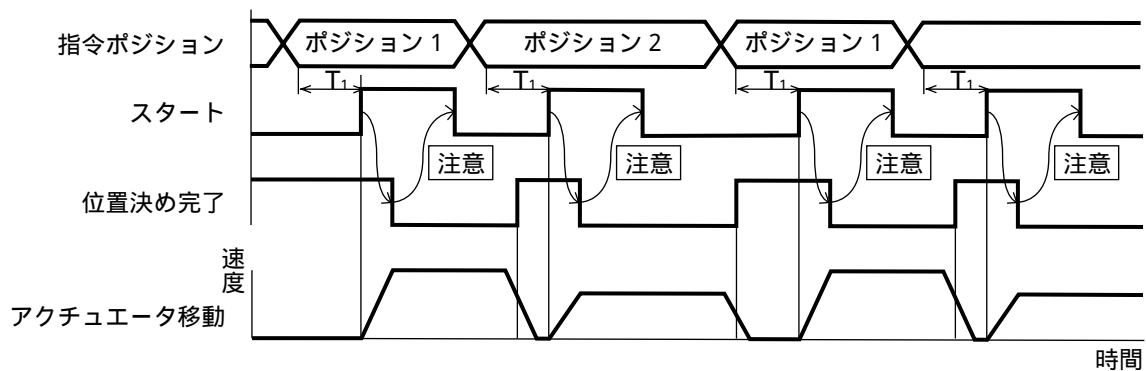 指令ポジション
ポジション 1
ポジション 2
ポジション 1
T1
T1
T1
T1
スタート
注意
注意
注意
注意
位置決め完了
速度
アクチュエータ移動
時間